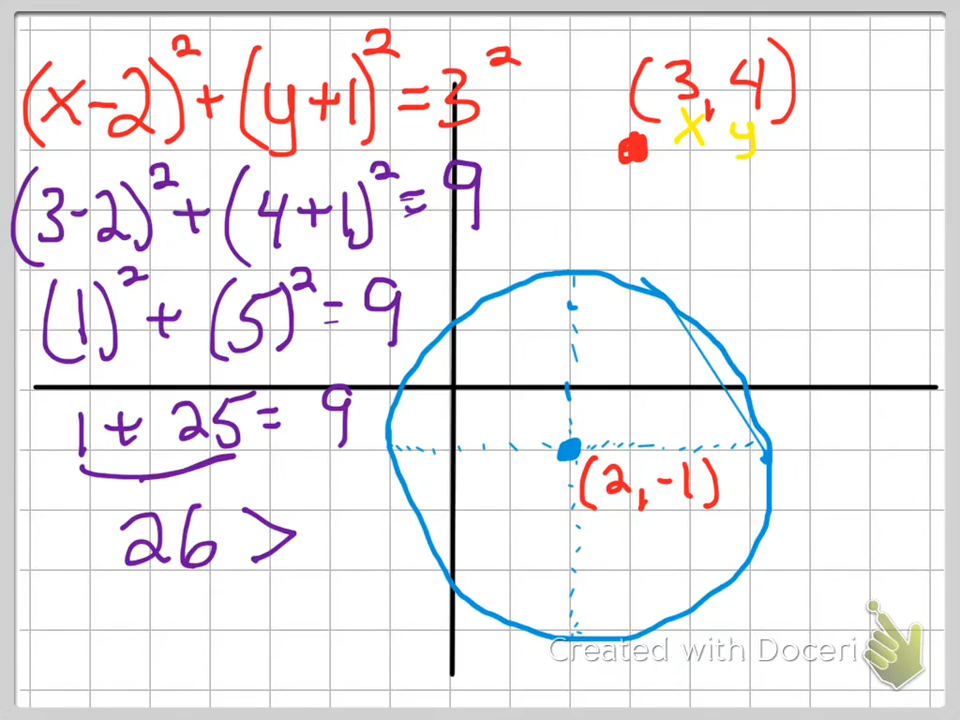 (x-2)² + (y+1)² = 3²
(3, 4)
x y
(3-2)² + (4+1)² = 9
(1)² + (5)² = 9
1 + 25 = 9
26 >
(2, -1)
Created with Doceri